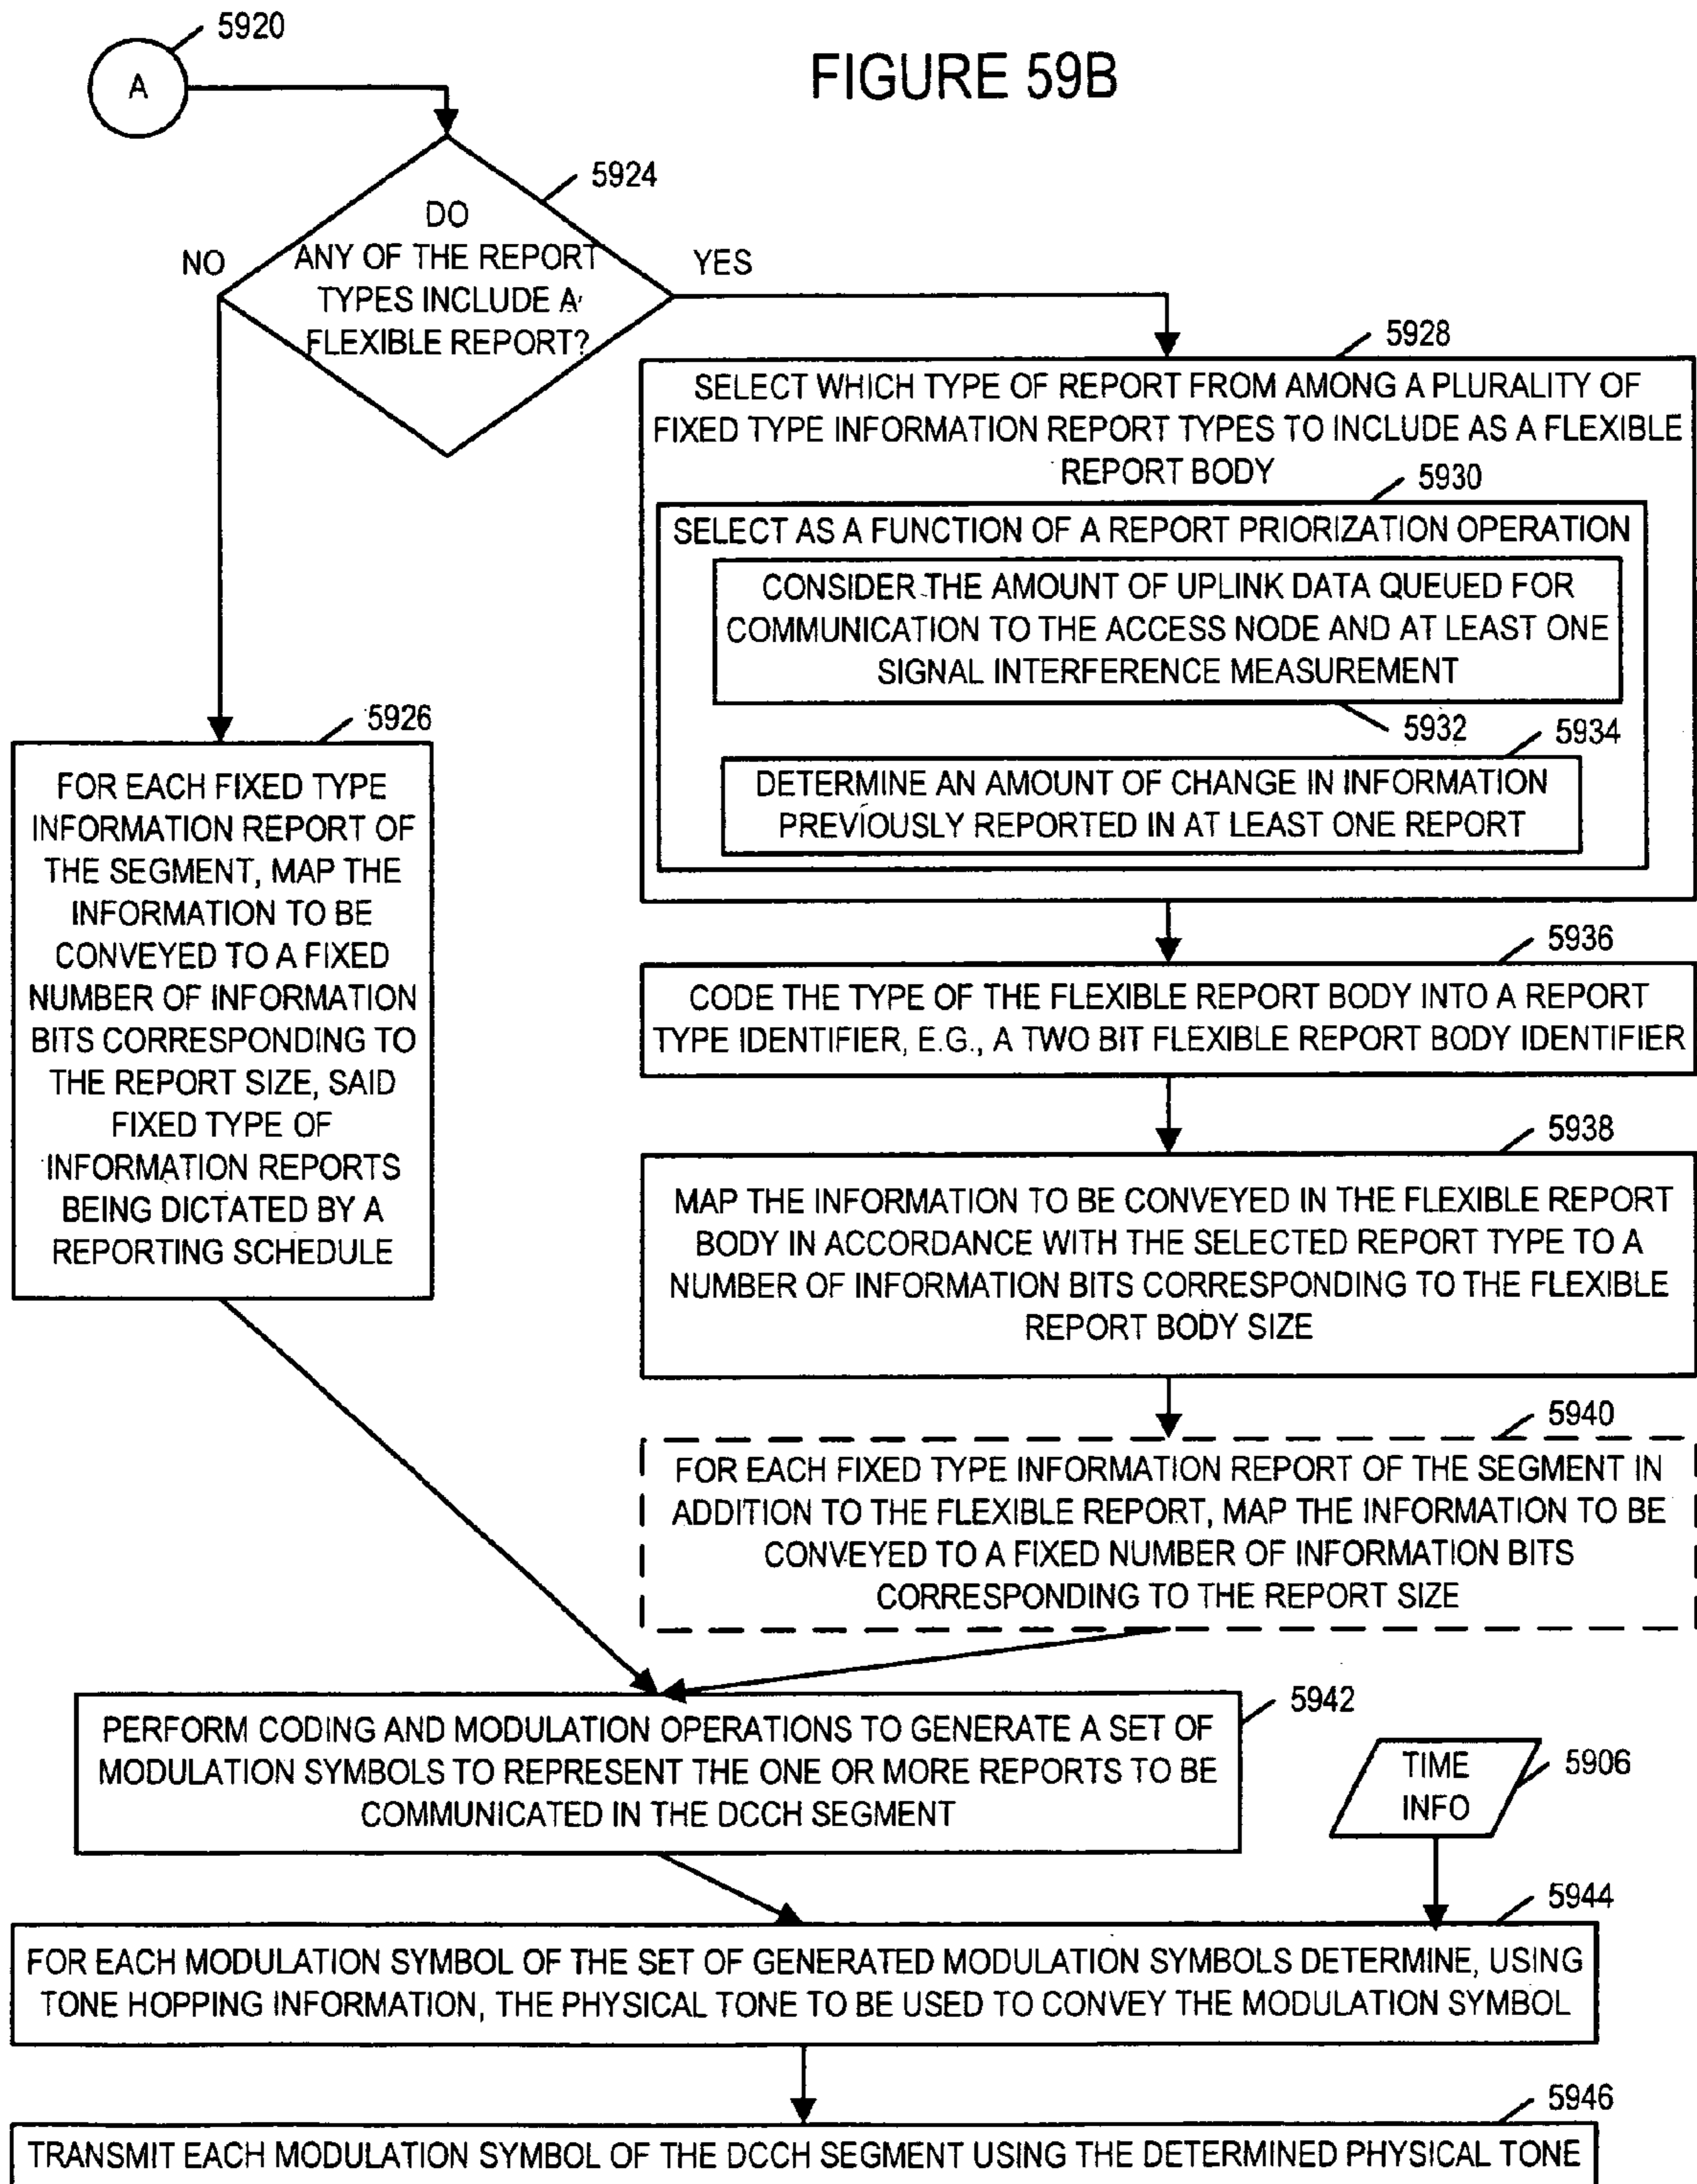 5920
A
FIGURE 59B
5924
DO
ANY OF THE REPORT
TYPES INCLUDE A
FLEXIBLE REPORT?
NO
YES
5928
SELECT WHICH TYPE OF REPORT FROM AMONG A PLURALITY OF
FIXED TYPE INFORMATION REPORT TYPES TO INCLUDE AS A FLEXIBLE
REPORT BODY
5930
SELECT AS A FUNCTION OF A REPORT PRIORIZATION OPERATION
CONSIDER THE AMOUNT OF UPLINK DATA QUEUED FOR
COMMUNICATION TO THE ACCESS NODE AND AT LEAST ONE
SIGNAL INTERFERENCE MEASUREMENT
5932
5934
DETERMINE AN AMOUNT OF CHANGE IN INFORMATION
PREVIOUSLY REPORTED IN AT LEAST ONE REPORT
5926
FOR EACH FIXED TYPE
INFORMATION REPORT OF
THE SEGMENT, MAP THE
INFORMATION TO BE
CONVEYED TO A FIXED
NUMBER OF INFORMATION
BITS CORRESPONDING TO
THE REPORT SIZE, SAID
FIXED TYPE OF
INFORMATION REPORTS
BEING DICTATED BY A
REPORTING SCHEDULE
5936
CODE THE TYPE OF THE FLEXIBLE REPORT BODY INTO A REPORT
TYPE IDENTIFIER, E.G., A TWO BIT FLEXIBLE REPORT BODY IDENTIFIER
5938
MAP THE INFORMATION TO BE CONVEYED IN THE FLEXIBLE REPORT
BODY IN ACCORDANCE WITH THE SELECTED REPORT TYPE TO A
NUMBER OF INFORMATION BITS CORRESPONDING TO THE FLEXIBLE
REPORT BODY SIZE
5940
FOR EACH FIXED TYPE INFORMATION REPORT OF THE SEGMENT IN
ADDITION TO THE FLEXIBLE REPORT, MAP THE INFORMATION TO BE
CONVEYED TO A FIXED NUMBER OF INFORMATION BITS
CORRESPONDING TO THE REPORT SIZE
5942
PERFORM CODING AND MODULATION OPERATIONS TO GENERATE A SET OF
MODULATION SYMBOLS TO REPRESENT THE ONE OR MORE REPORTS TO BE
COMMUNICATED IN THE DCCH SEGMENT
TIME
INFO
5906
5944
FOR EACH MODULATION SYMBOL OF THE SET OF GENERATED MODULATION SYMBOLS DETERMINE, USING
TONE HOPPING INFORMATION, THE PHYSICAL TONE TO BE USED TO CONVEY THE MODULATION SYMBOL
5946
TRANSMIT EACH MODULATION SYMBOL OF THE DCCH SEGMENT USING THE DETERMINED PHYSICAL TONE